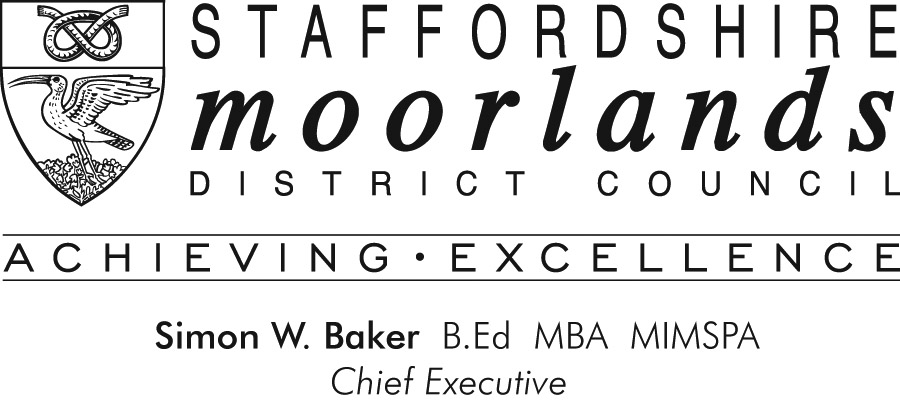 STAFFORDSHIRE
moorlands
DISTRICT COUNCIL
ACHIEVING • EXCELLENCE
Simon W. Baker B.Ed MBA MIMSPA
Chief Executive